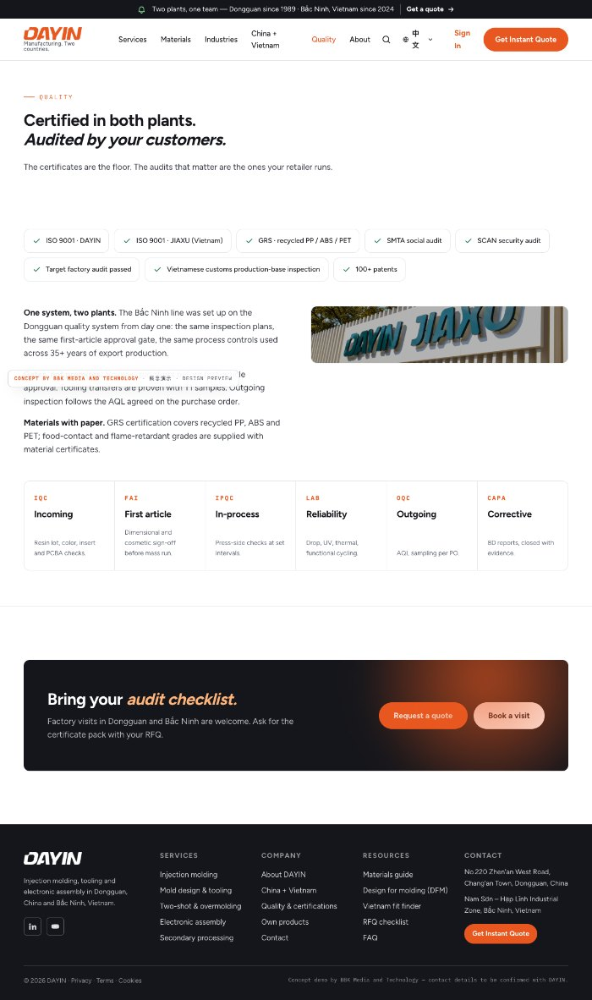 Two plants, one team — Dongguan since 1989 · Bắc Ninh, Vietnam since 2024 Get a quote →
DAYIN
Manufacturing. Two countries.
Services
Materials
Industries
China + Vietnam
Quality
About
中文
Sign In
Get Instant Quote
QUALITY
Certified in both plants.
Audited by your customers.
The certificates are the floor. The audits that matter are the ones your retailer runs.
ISO 9001 · DAYIN
ISO 9001 · JIAXU (Vietnam)
GRS · recycled PP / ABS / PET
SMTA social audit
SCAN security audit
Target factory audit passed
Vietnamese customs production-base inspection
100+ patents
One system, two plants. The Bắc Ninh line was set up on the
Dongguan quality system from day one: the same inspection plans,
the same first-article approval gate, the same process controls used
across 35+ years of export production.
DAYIN JIAXU
CONCEPT BY BBK MEDIA AND TECHNOLOGY · 概念演示 · DESIGN PREVIEW
approval. Tooling transfers are proven with T1 samples. Outgoing
inspection follows the AQL agreed on the purchase order.
Materials with paper. GRS certification covers recycled PP, ABS and
PET; food-contact and flame-retardant grades are supplied with
material certificates.
IQC
Incoming
Resin lot, color, insert
and PCBA checks.
FAI
First article
Dimensional and
cosmetic sign-off
before mass run.
IPQC
In-process
Press-side checks at set
intervals.
LAB
Reliability
Drop, UV, thermal,
functional cycling.
OQC
Outgoing
AQL sampling per PO.
CAPA
Corrective
8D reports, closed with
evidence.
Bring your audit checklist.
Factory visits in Dongguan and Bắc Ninh are welcome. Ask for the
certificate pack with your RFQ.
Request a quote
Book a visit
DAYIN
Injection molding, tooling and
electronic assembly in Dongguan,
China and Bắc Ninh, Vietnam.
in
SERVICES
Injection molding
Mold design & tooling
Two-shot & overmolding
Electronic assembly
Secondary processing
COMPANY
About DAYIN
China + Vietnam
Quality & certifications
Own products
Contact
RESOURCES
Materials guide
Design for molding (DFM)
Vietnam fit finder
RFQ checklist
FAQ
CONTACT
No.220 Zhen'an West Road,
Chang'an Town, Dongguan, China
Nam Sơn – Hạp Lĩnh Industrial
Zone, Bắc Ninh, Vietnam
Get Instant Quote
© 2026 DAYIN · Privacy · Terms · Cookies
Concept demo by BBK Media and Technology — contact details to be confirmed with DAYIN.